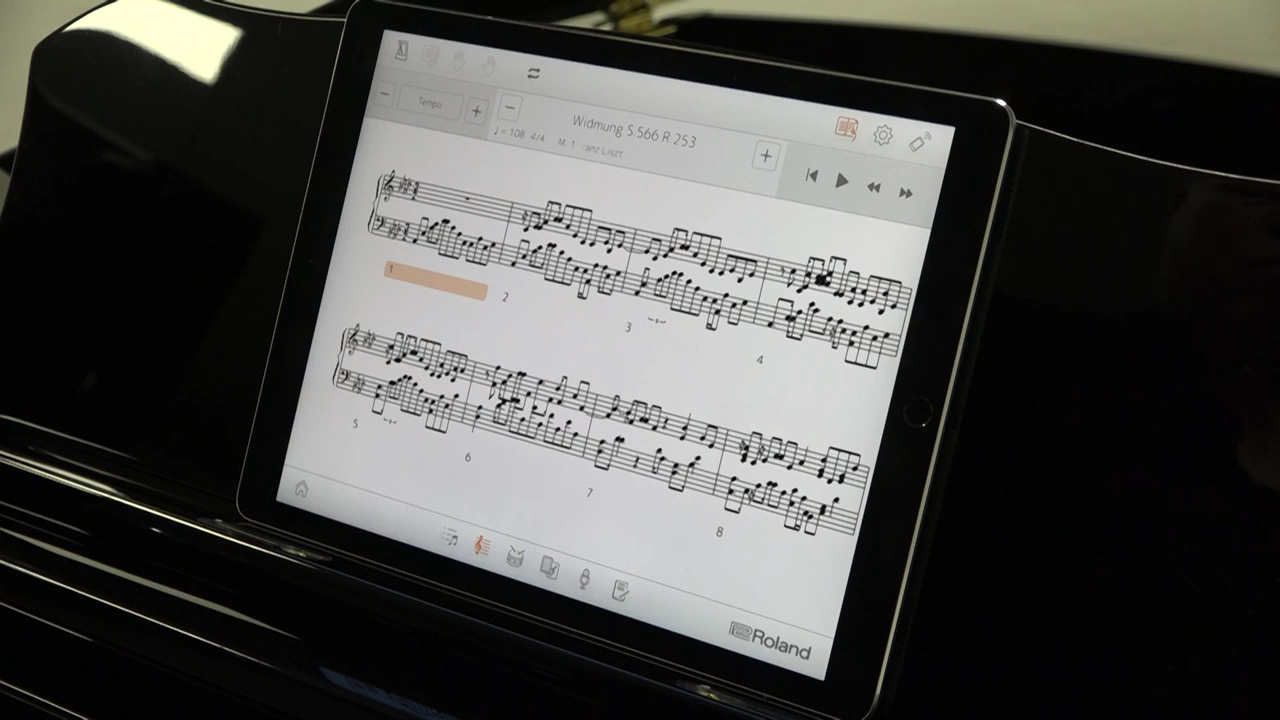 Tempo
Widmung S.566 R 253
♩ = 108 4/4 M. 1 ranz Liszt
1
2
3
4
5
6
7
8
Roland